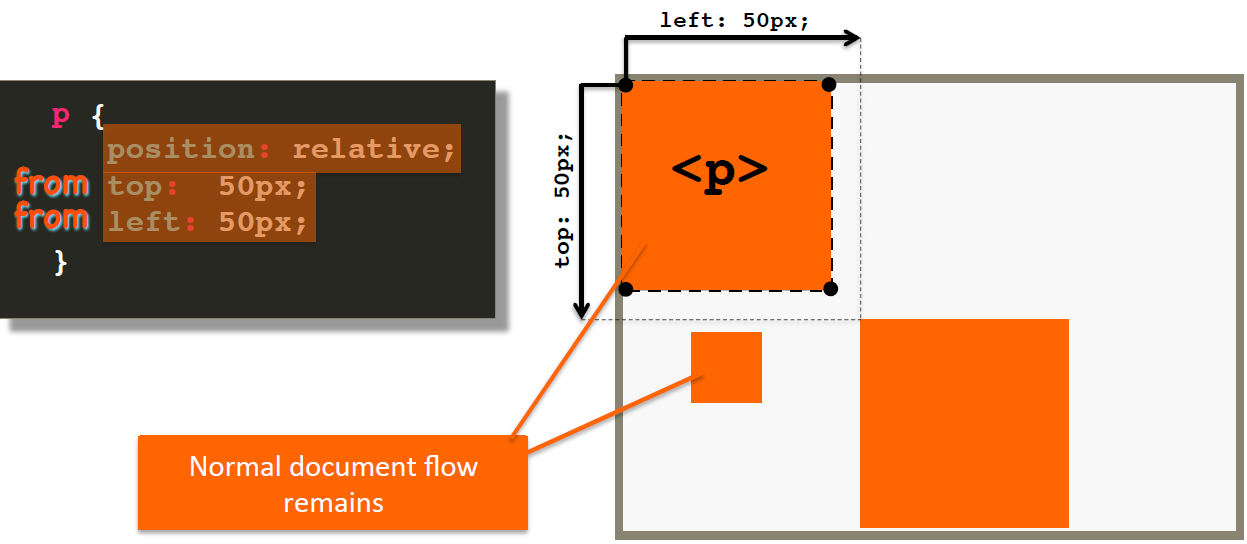 left: 50px;
p {
position: relative;
from top: 50px;
from left: 50px;
}
top: 50px;
<p>
Normal document flow
remains